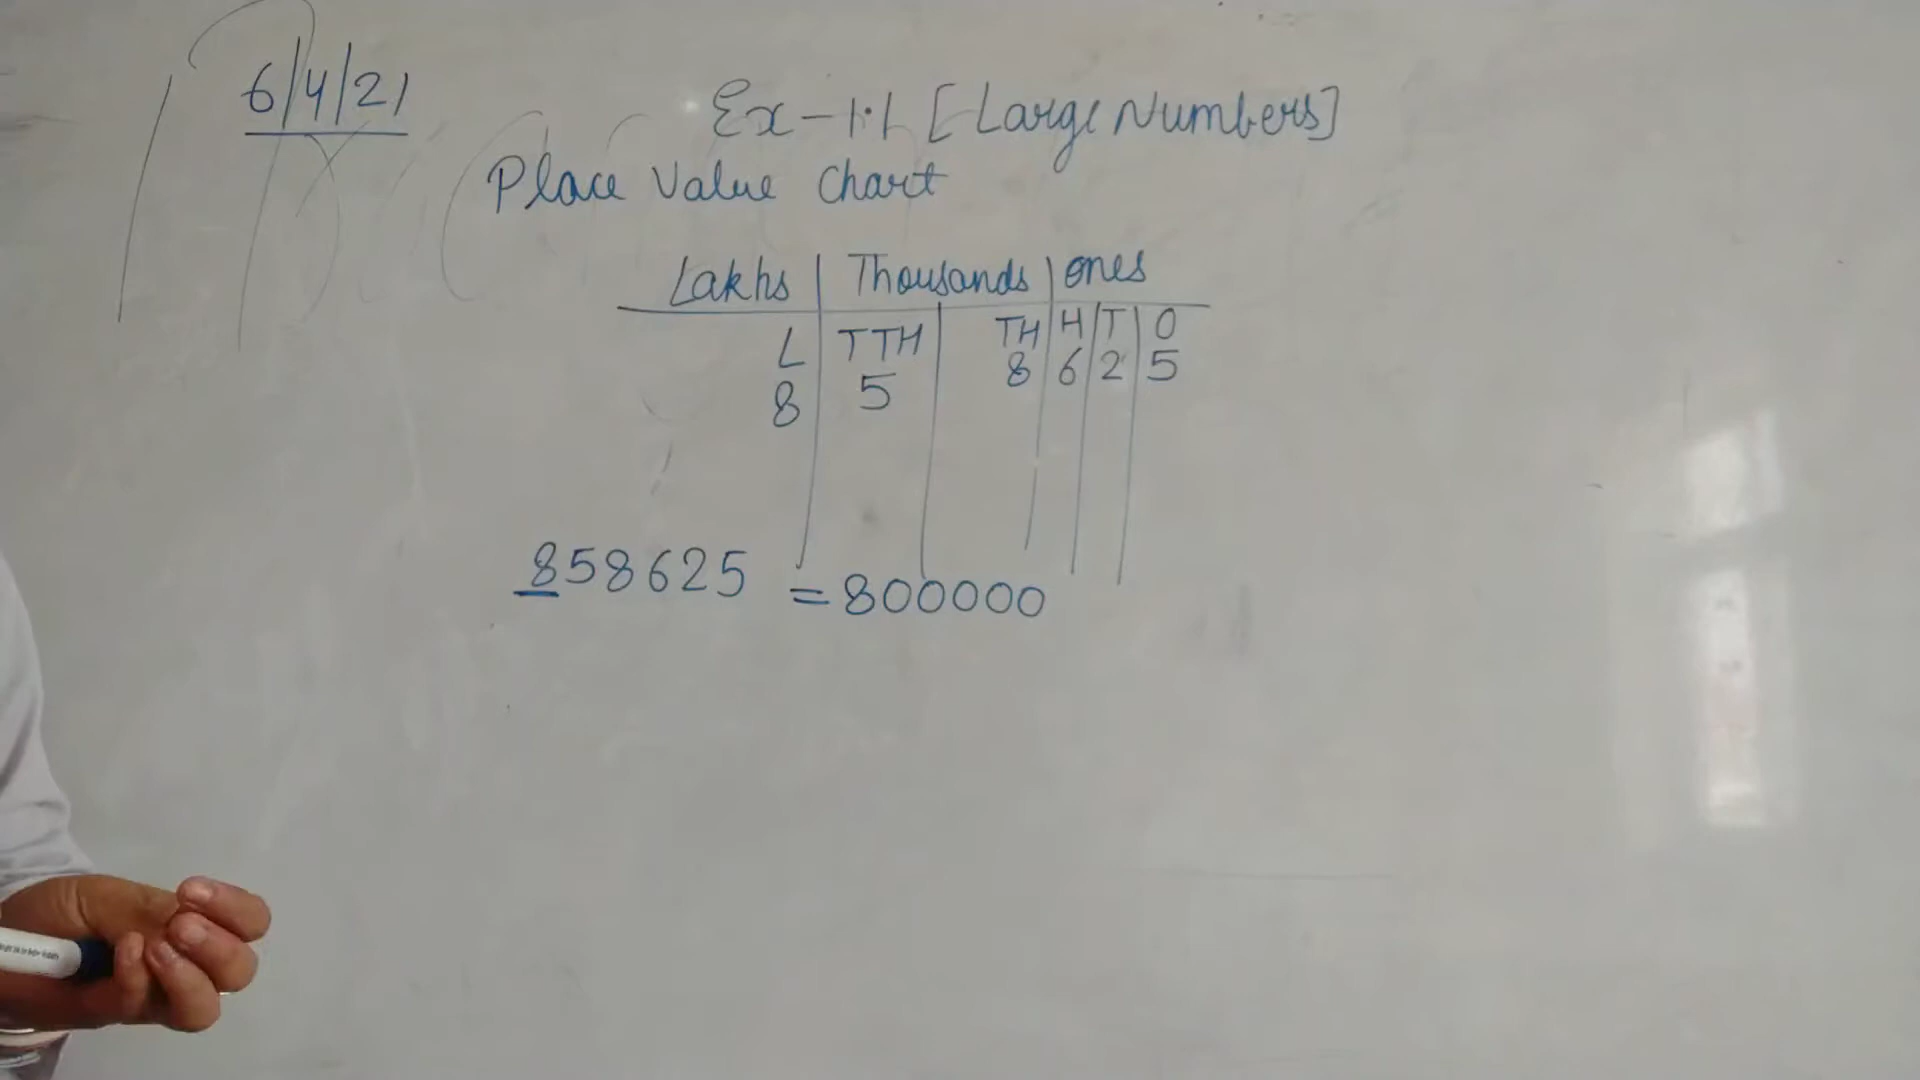 6/4/21
Ex-1.1 [Large Numbers]
Place Value Chart
Lakhs | Thousands | ones
L | TTH | TH | H | T | O
8 | 5 | 8 | 6 | 2 | 5
858625 = 800000